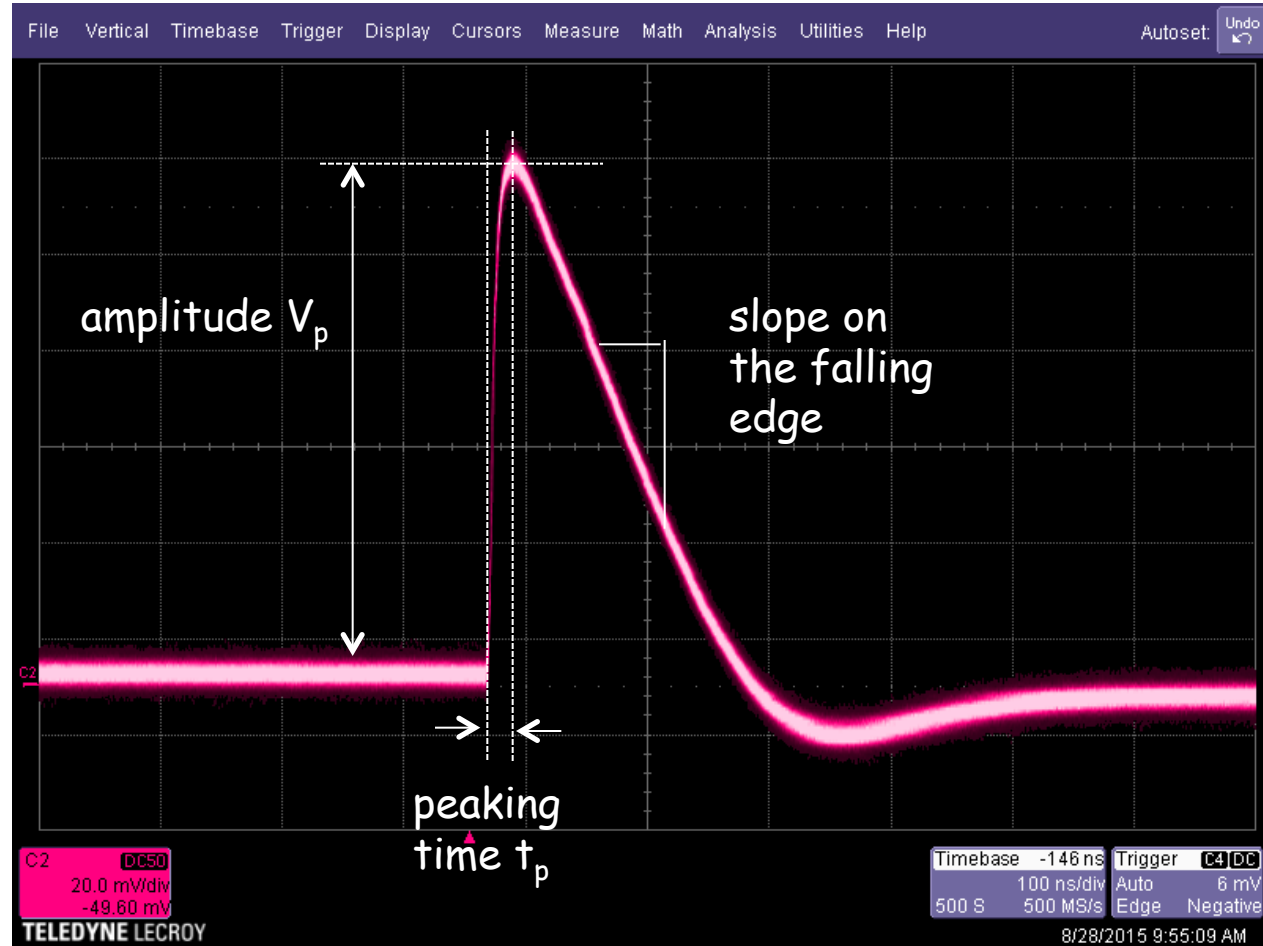 File Vertical Timebase Trigger Display Cursors Measure Math Analysis Utilities Help Autoset: Undo
amplitude Vp
slope on
the falling
edge
C2
peaking
time tp
C2 DC50
20.0 mV/div
-49.60 mV
Timebase -146 ns
100 ns/div
500 S 500 MS/s
Trigger C4 DC
Auto 6 mV
Edge Negative
TELEDYNE LECROY
8/28/2015 9:55:09 AM